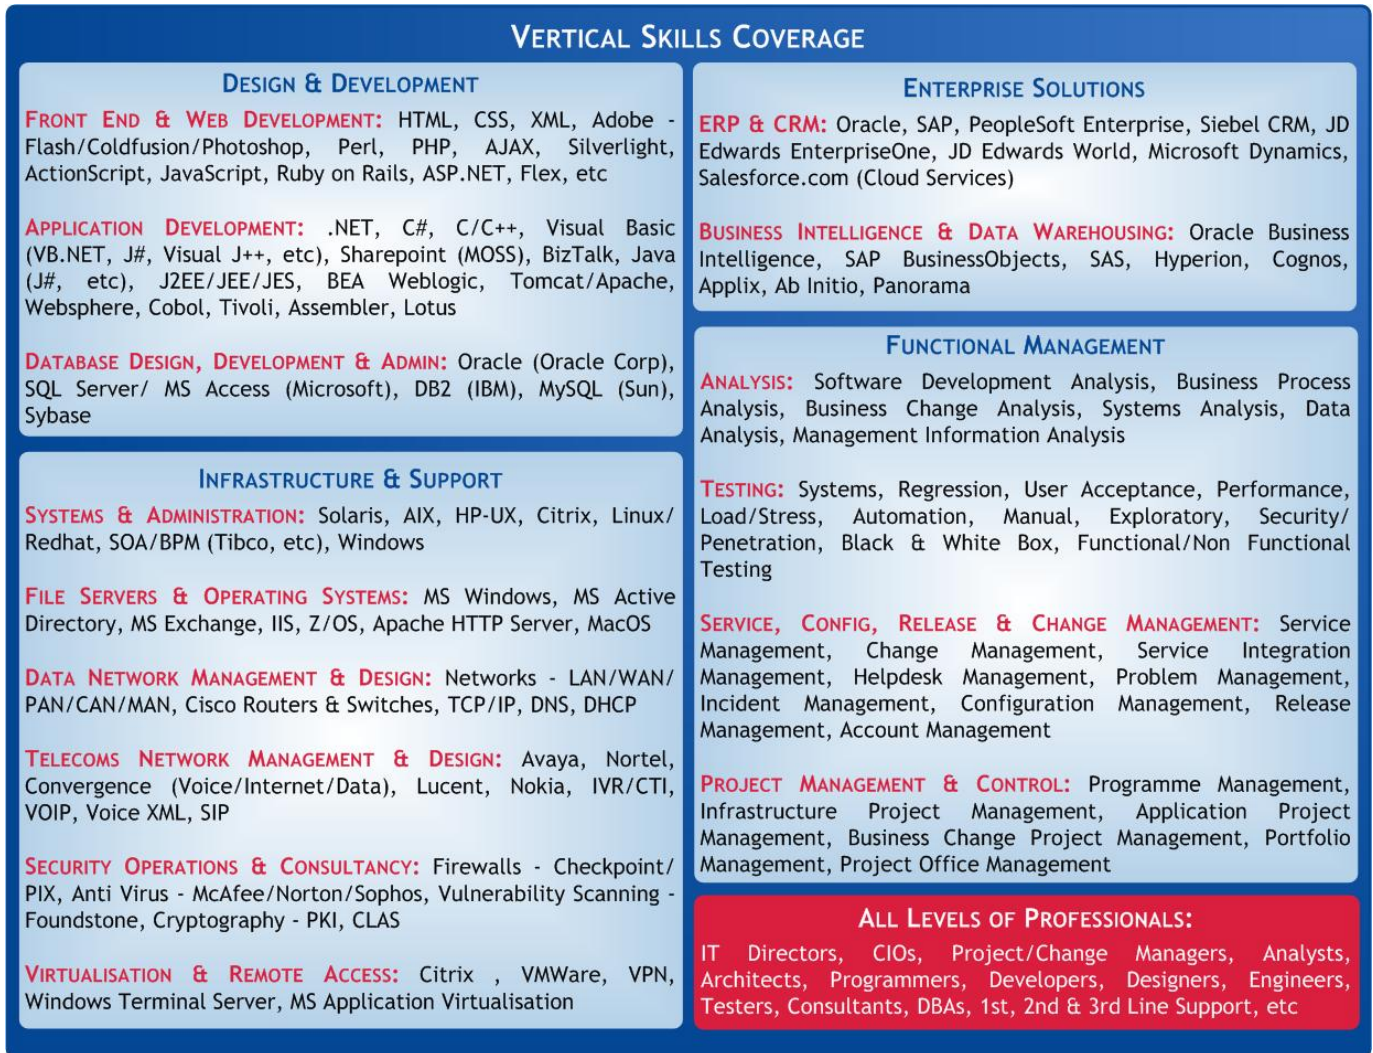 VERTICAL SKILLS COVERAGE
DESIGN & DEVELOPMENT
FRONT END & WEB DEVELOPMENT: HTML, CSS, XML, Adobe -
Flash/Coldfusion/Photoshop, Perl, PHP, AJAX, Silverlight,
ActionScript, JavaScript, Ruby on Rails, ASP.NET, Flex, etc
APPLICATION DEVELOPMENT: .NET, C#, C/C++, Visual Basic
(VB.NET, J#, Visual J++, etc), Sharepoint (MOSS), BizTalk, Java
(J#, etc), J2EE/JEE/JES, BEA Weblogic, Tomcat/Apache,
Websphere, Cobol, Tivoli, Assembler, Lotus
DATABASE DESIGN, DEVELOPMENT & ADMIN: Oracle (Oracle Corp),
SQL Server/ MS Access (Microsoft), DB2 (IBM), MySQL (Sun),
Sybase
INFRASTRUCTURE & SUPPORT
SYSTEMS & ADMINISTRATION: Solaris, AIX, HP-UX, Citrix, Linux/
Redhat, SOA/BPM (Tibco, etc), Windows
FILE SERVERS & OPERATING SYSTEMS: MS Windows, MS Active
Directory, MS Exchange, IIS, Z/OS, Apache HTTP Server, MacOS
DATA NETWORK MANAGEMENT & DESIGN: Networks - LAN/WAN/
PAN/CAN/MAN, Cisco Routers & Switches, TCP/IP, DNS, DHCP
TELECOMS NETWORK MANAGEMENT & DESIGN: Avaya, Nortel,
Convergence (Voice/Internet/Data), Lucent, Nokia, IVR/CTI,
VOIP, Voice XML, SIP
SECURITY OPERATIONS & CONSULTANCY: Firewalls - Checkpoint/
PIX, Anti Virus - McAfee/Norton/Sophos, Vulnerability Scanning -
Foundstone, Cryptography - PKI, CLAS
VIRTUALISATION & REMOTE ACCESS: Citrix , VMWare, VPN,
Windows Terminal Server, MS Application Virtualisation
ENTERPRISE SOLUTIONS
ERP & CRM: Oracle, SAP, PeopleSoft Enterprise, Siebel CRM, JD
Edwards EnterpriseOne, JD Edwards World, Microsoft Dynamics,
Salesforce.com (Cloud Services)
BUSINESS INTELLIGENCE & DATA WAREHOUSING: Oracle Business
Intelligence, SAP BusinessObjects, SAS, Hyperion, Cognos,
Applix, Ab Initio, Panorama
FUNCTIONAL MANAGEMENT
ANALYSIS: Software Development Analysis, Business Process
Analysis, Business Change Analysis, Systems Analysis, Data
Analysis, Management Information Analysis
TESTING: Systems, Regression, User Acceptance, Performance,
Load/Stress, Automation, Manual, Exploratory, Security/
Penetration, Black & White Box, Functional/Non Functional
Testing
SERVICE, CONFIG, RELEASE & CHANGE MANAGEMENT: Service
Management, Change Management, Service Integration
Management, Helpdesk Management, Problem Management,
Incident Management, Configuration Management, Release
Management, Account Management
PROJECT MANAGEMENT & CONTROL: Programme Management,
Infrastructure Project Management, Application Project
Management, Business Change Project Management, Portfolio
Management, Project Office Management
ALL LEVELS OF PROFESSIONALS:
IT Directors, CIOs, Project/Change Managers, Analysts,
Architects, Programmers, Developers, Designers, Engineers,
Testers, Consultants, DBAs, 1st, 2nd & 3rd Line Support, etc